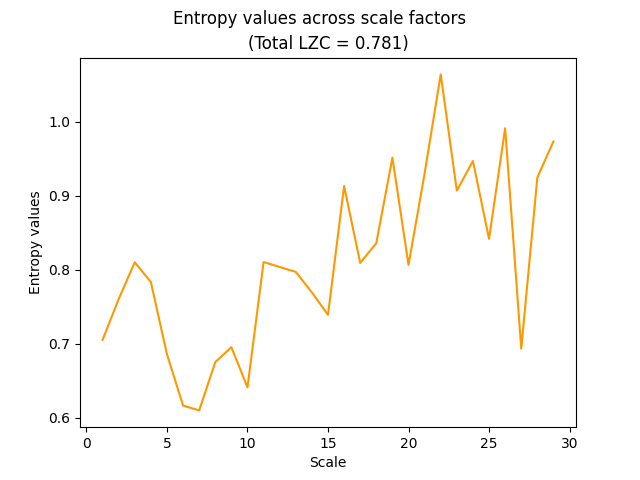 Entropy values across scale factors
(Total LZC = 0.781)
1.0
0.9
0.8
0.7
0.6
Entropy values
0 5 10 15 20 25 30
Scale